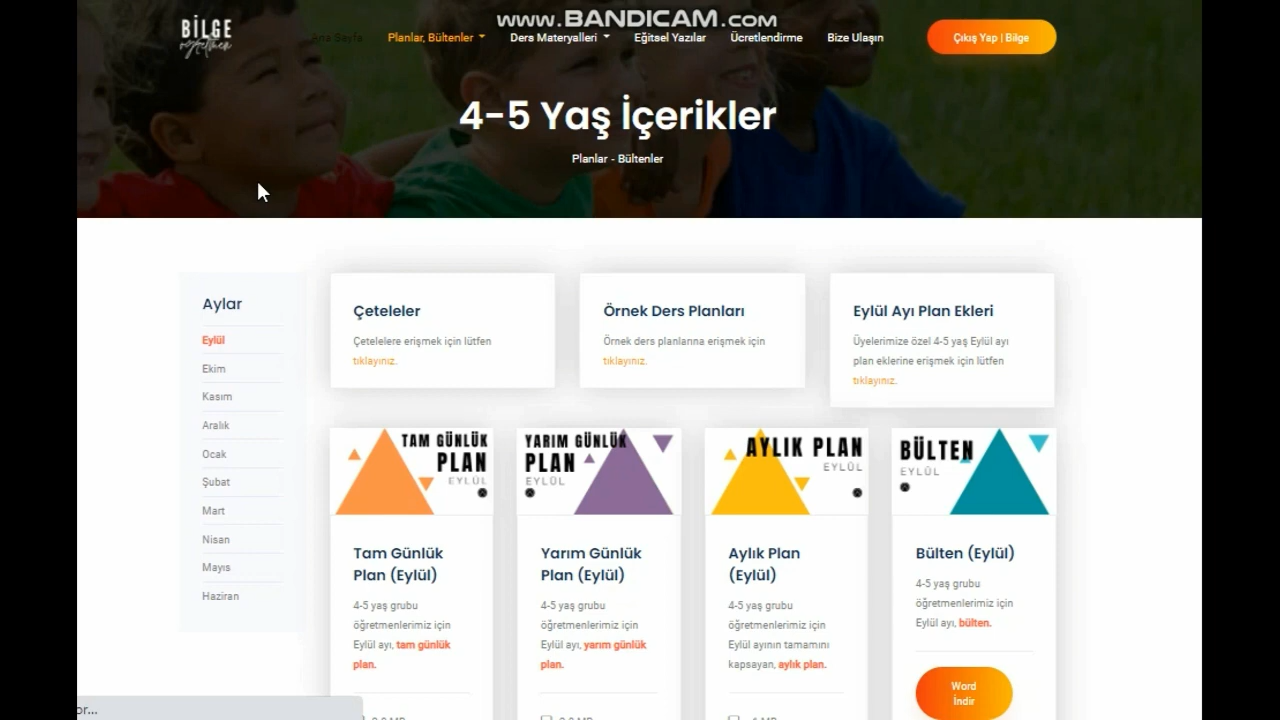 www.BANDICAM.com
BİLGE
öğretmen
Ana Sayfa
Planlar, Bültenler
Ders Materyalleri
Eğitsel Yazılar
Ücretlendirme
Bize Ulaşın
Çıkış Yap | Bilge
4-5 Yaş İçerikler
Planlar - Bültenler
Aylar
Eylül
Ekim
Kasım
Aralık
Ocak
Şubat
Mart
Nisan
Mayıs
Haziran
Çeteleler
Çetelelere erişmek için lütfen
tıklayınız.
Örnek Ders Planları
Örnek ders planlarına erişmek için
tıklayınız.
Eylül Ayı Plan Ekleri
Üyelerimize özel 4-5 yaş Eylül ayı
plan eklerine erişmek için lütfen
tıklayınız.
TAM GÜNLÜK
PLAN
EYLÜL
Tam Günlük
Plan (Eylül)
4-5 yaş grubu
öğretmenlerimiz için
Eylül ayı, tam günlük
plan.
YARIM GÜNLÜK
PLAN
EYLÜL
Yarım Günlük
Plan (Eylül)
4-5 yaş grubu
öğretmenlerimiz için
Eylül ayı, yarım günlük
plan.
AYLIK PLAN
EYLÜL
Aylık Plan
(Eylül)
4-5 yaş grubu
öğretmenlerimiz için
Eylül ayının tamamını
kapsayan, aylık plan.
BÜLTEN
EYLÜL
Bülten (Eylül)
4-5 yaş grubu
öğretmenlerimiz için
Eylül ayı, bülten.
Word
İndir